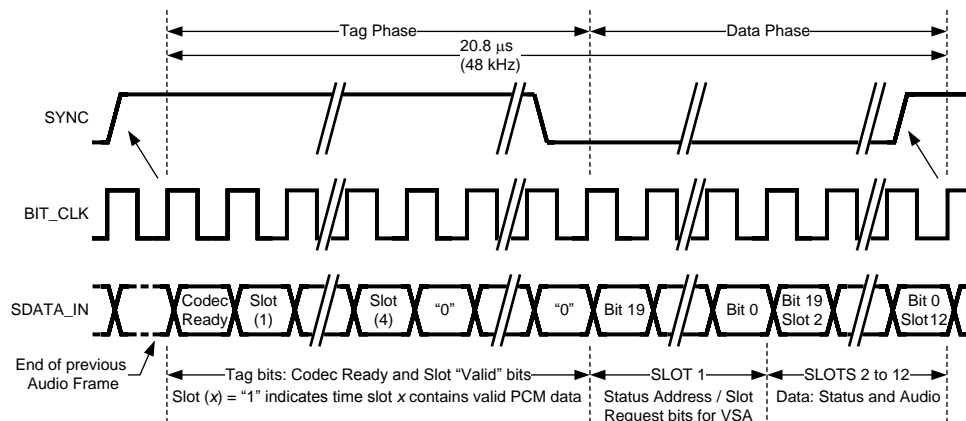 Tag Phase
Data Phase
20.8 μs
(48 kHz)
SYNC
BIT_CLK
SDATA_IN
Codec
Ready
Slot
(1)
Slot
(4)
“0”
“0”
Bit 19
Bit 0
Bit 19
Slot 2
Bit 0
Slot 12
End of previous
Audio Frame
Tag bits: Codec Ready and Slot “Valid” bits
Slot (x) = “1” indicates time slot x contains valid PCM data
SLOT 1
Status Address / Slot
Request bits for VSA
SLOTS 2 to 12
Data: Status and Audio